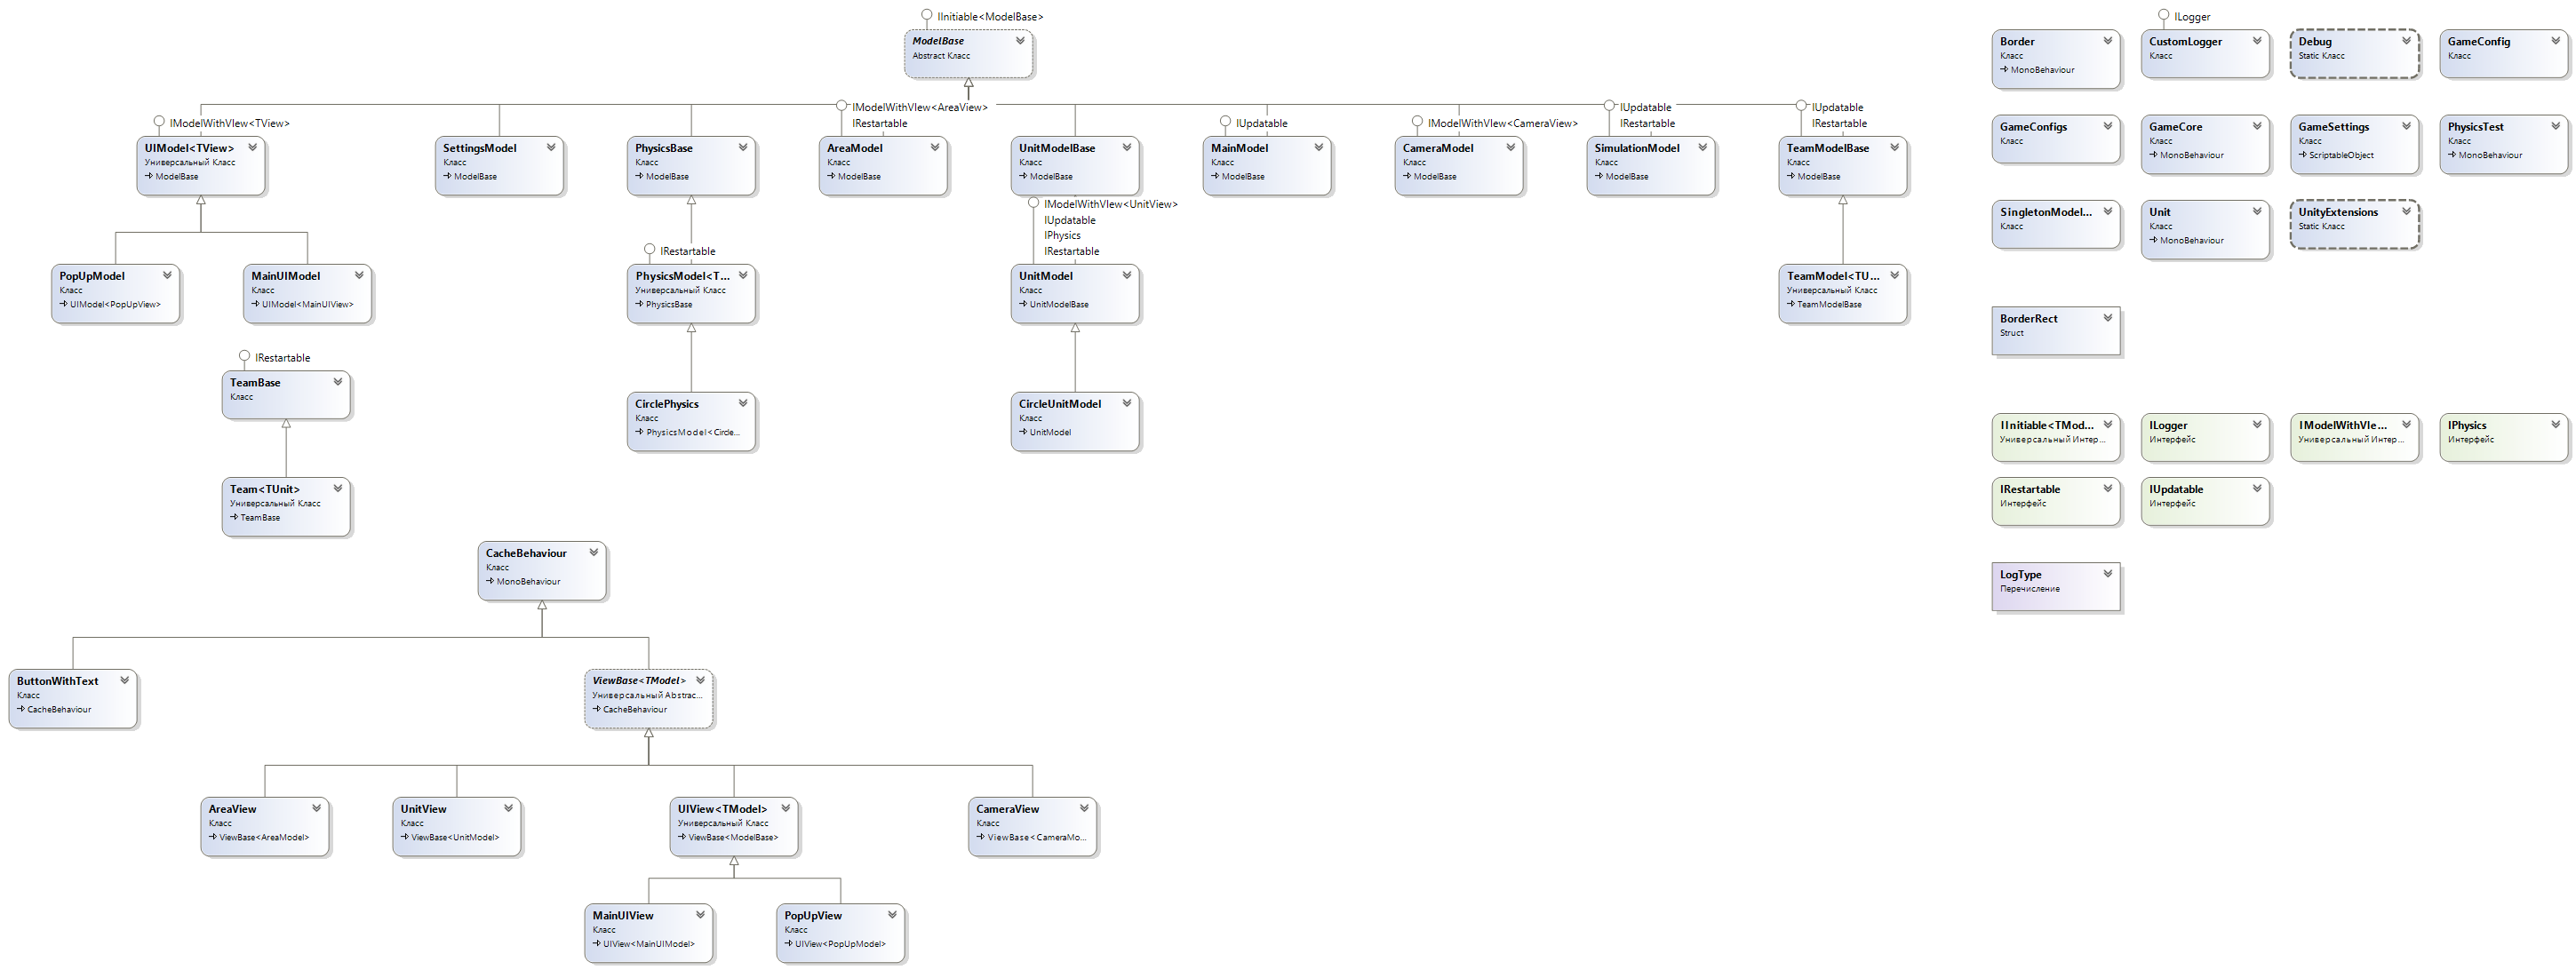 IInitiable<ModelBase>
ModelBase
Abstract Класс
IModelWithVIew<TView>
UIModel<TView>
Универсальный Класс
ModelBase
SettingsModel
Класс
ModelBase
PhysicsBase
Класс
ModelBase
IModelWithVIew<AreaView>
IRestartable
AreaModel
Класс
ModelBase
UnitModelBase
Класс
ModelBase
IUpdatable
MainModel
Класс
ModelBase
IModelWithVIew<CameraView>
CameraModel
Класс
ModelBase
IUpdatable
IRestartable
SimulationModel
Класс
ModelBase
IUpdatable
IRestartable
TeamModelBase
Класс
ModelBase
PopUpModel
Класс
UIModel<PopUpView>
MainUIModel
Класс
UIModel<MainUIView>
IRestartable
PhysicsModel<T...
Универсальный Класс
PhysicsBase
IModelWithVIew<UnitView>
IUpdatable
IPhysics
IRestartable
UnitModel
Класс
UnitModelBase
TeamModel<TU...
Универсальный Класс
TeamModelBase
IRestartable
TeamBase
Класс
CirclePhysics
Класс
PhysicsModel<Circle...
CircleUnitModel
Класс
UnitModel
Team<TUnit>
Универсальный Класс
TeamBase
CacheBehaviour
Класс
MonoBehaviour
ButtonWithText
Класс
CacheBehaviour
ViewBase<TModel>
Универсальный Abstrac...
CacheBehaviour
AreaView
Класс
ViewBase<AreaModel>
UnitView
Класс
ViewBase<UnitModel>
UIView<TModel>
Универсальный Класс
ViewBase<ModelBase>
CameraView
Класс
ViewBase<CameraMo...
MainUIView
Класс
UIView<MainUIModel>
PopUpView
Класс
UIView<PopUpModel>
Border
Класс
MonoBehaviour
ILogger
CustomLogger
Класс
Debug
Static Класс
GameConfig
Класс
GameConfigs
Класс
GameCore
Класс
MonoBehaviour
GameSettings
Класс
ScriptableObject
PhysicsTest
Класс
MonoBehaviour
SingletonModel...
Класс
Unit
Класс
MonoBehaviour
UnityExtensions
Static Класс
BorderRect
Struct
IInitiable<TMod...
Универсальный Интер...
ILogger
Интерфейс
IModelWithVIe...
Универсальный Интер...
IPhysics
Интерфейс
IRestartable
Интерфейс
IUpdatable
Интерфейс
LogType
Перечисление